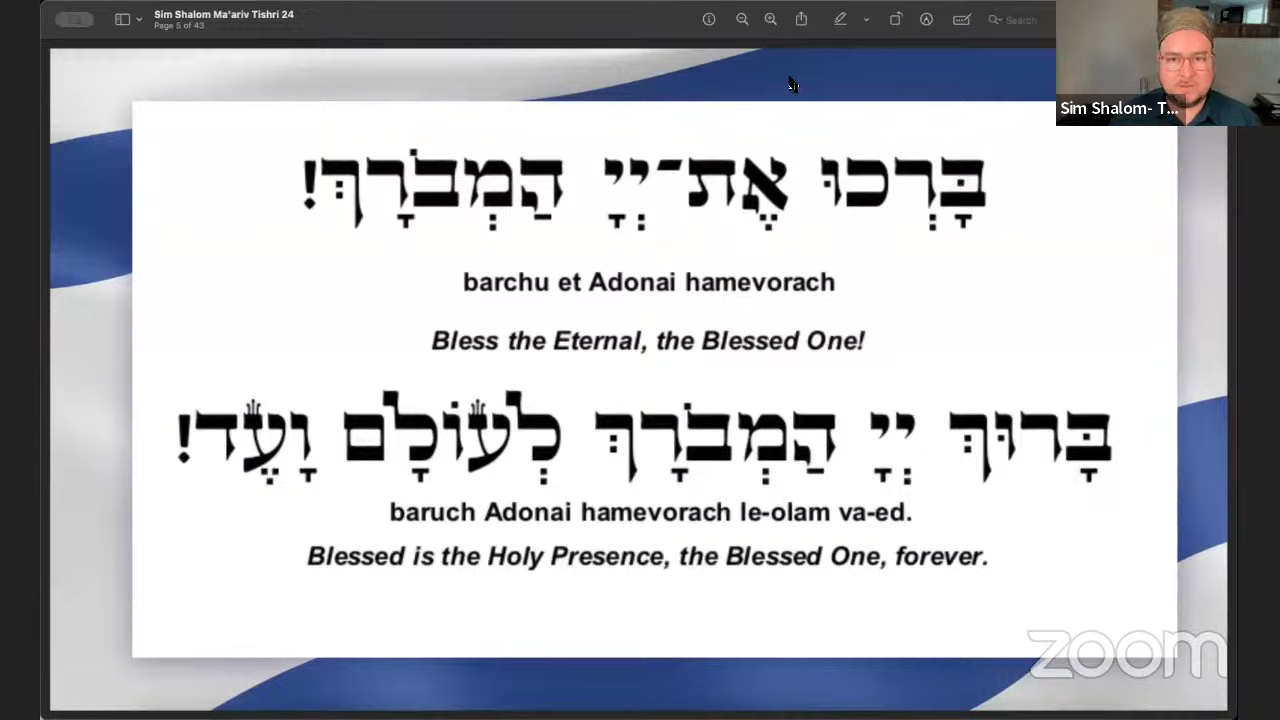 Sim Shalom Ma'ariv Tishri 24
Page 5 of 43
Search
Sim Shalom- T...
בָּרְכוּ אֶת־יְיָ הַמְבֹרָךְ!
barchu et Adonai hamevorach
Bless the Eternal, the Blessed One!
בָּרוּךְ יְיָ הַמְבֹרָךְ לְעוֹלָם וָעֶד!
baruch Adonai hamevorach le-olam va-ed.
Blessed is the Holy Presence, the Blessed One, forever.
zoom